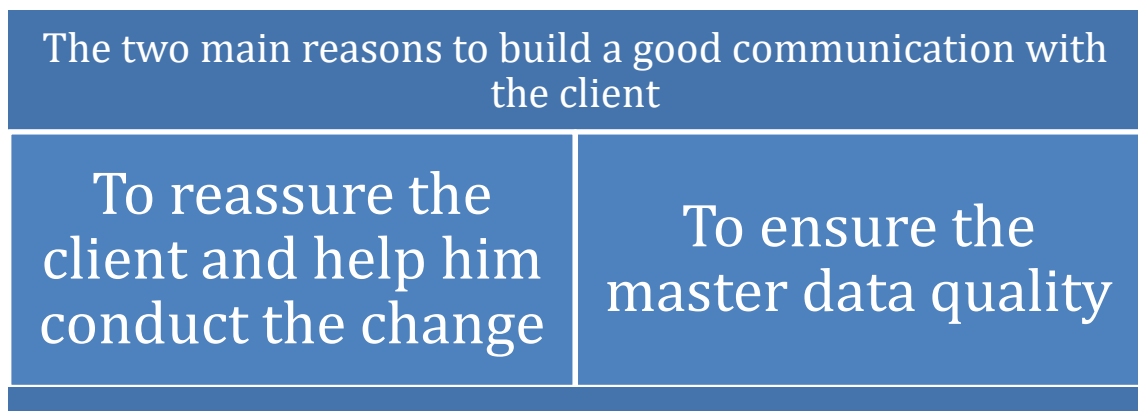 The two main reasons to build a good communication with
the client
To reassure the
client and help him
conduct the change
To ensure the
master data quality